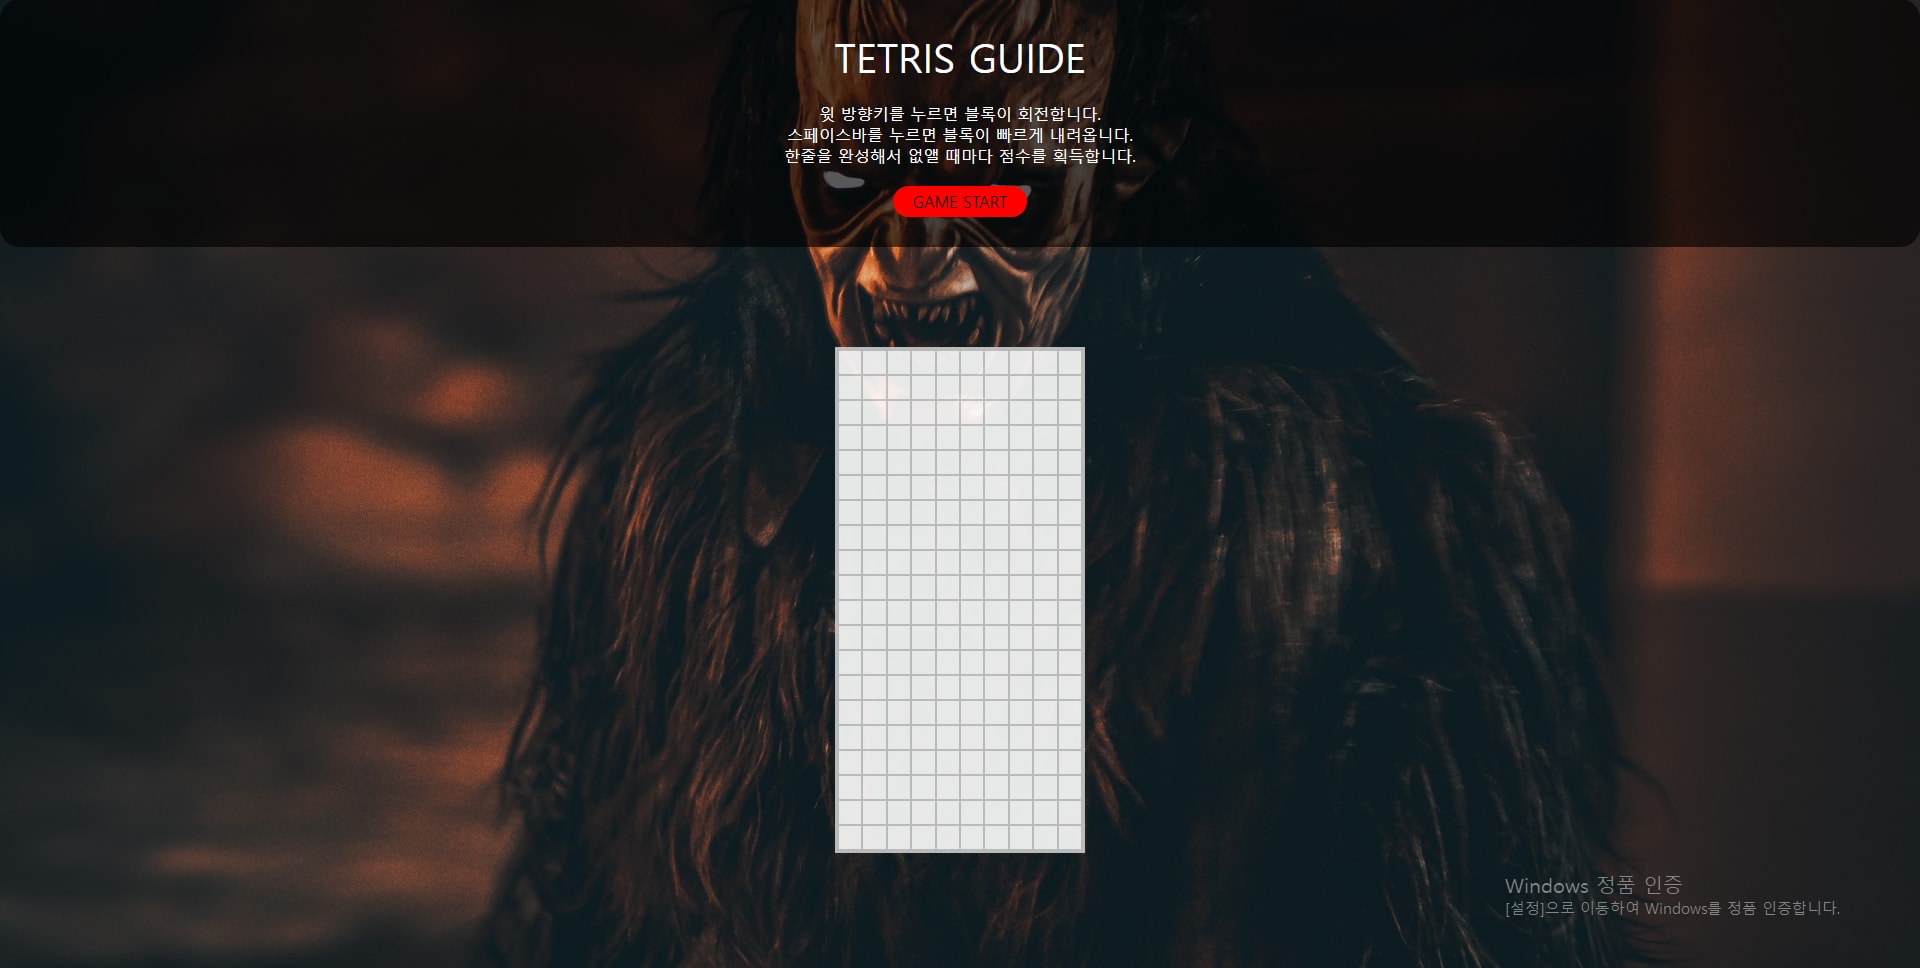 TETRIS GUIDE
윗 방향키를 누르면 블록이 회전합니다.
스페이스바를 누르면 블록이 빠르게 내려옵니다.
한줄을 완성해서 없앨 때마다 점수를 획득합니다.
GAME START
Windows 정품 인증
[설정]으로 이동하여 Windows를 정품 인증합니다.